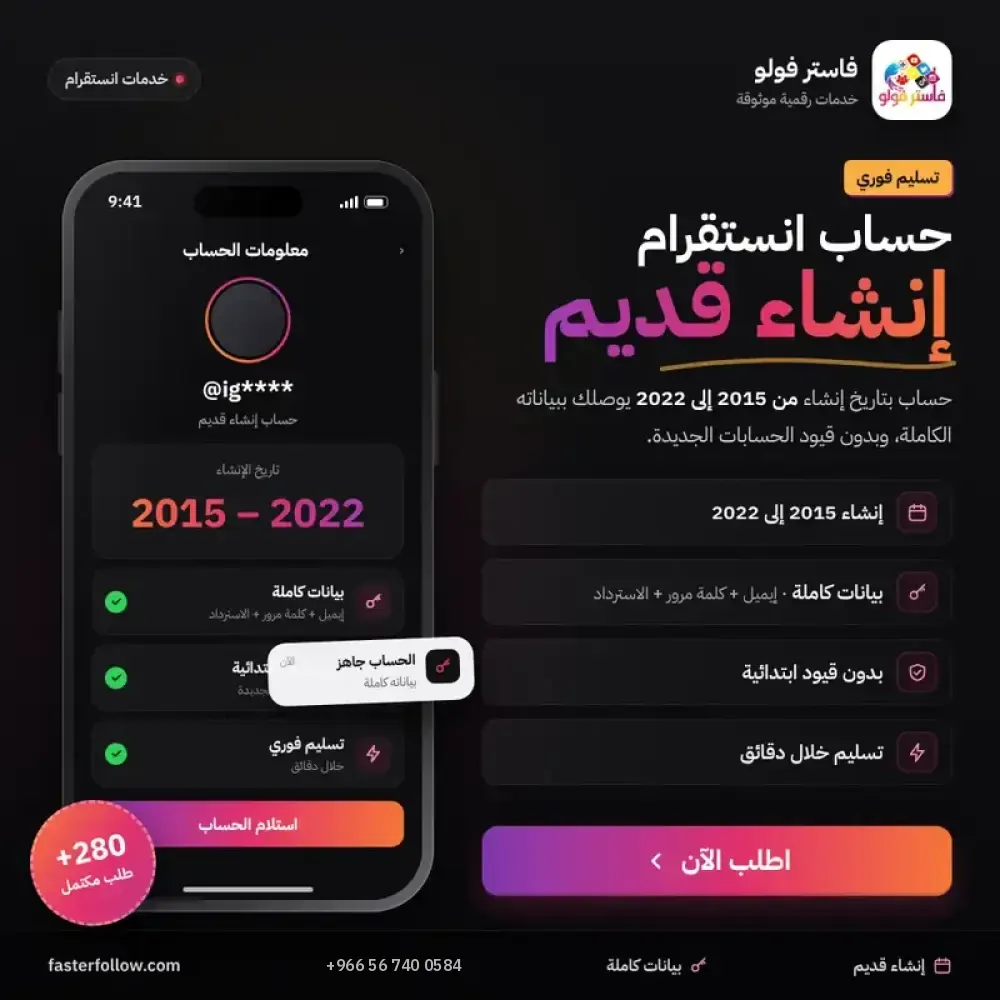 فاستر فولو
فاستر فولو
خدمات رقمية موثوقة
خدمات انستقرام
تسليم فوري
حساب انستقرام
إنشاء قديم
حساب بتاريخ إنشاء من 2015 إلى 2022 يوصلك ببياناته
الكاملة، وبدون قيود الحسابات الجديدة.
إنشاء 2015 إلى 2022
بيانات كاملة · إيميل + كلمة مرور + الاسترداد
بدون قيود ابتدائية
تسليم خلال دقائق
اطلب الآن
9:41
معلومات الحساب
@ig****
حساب إنشاء قديم
تاريخ الإنشاء
2015 – 2022
بيانات كاملة
إيميل + كلمة مرور + الاسترداد
الحساب جاهز
الآن
بياناته كاملة
تسليم فوري
خلال دقائق
استلام الحساب
+280
طلب مكتمل
إنشاء قديم
بيانات كاملة
+966 56 740 0584
fasterfollow.com